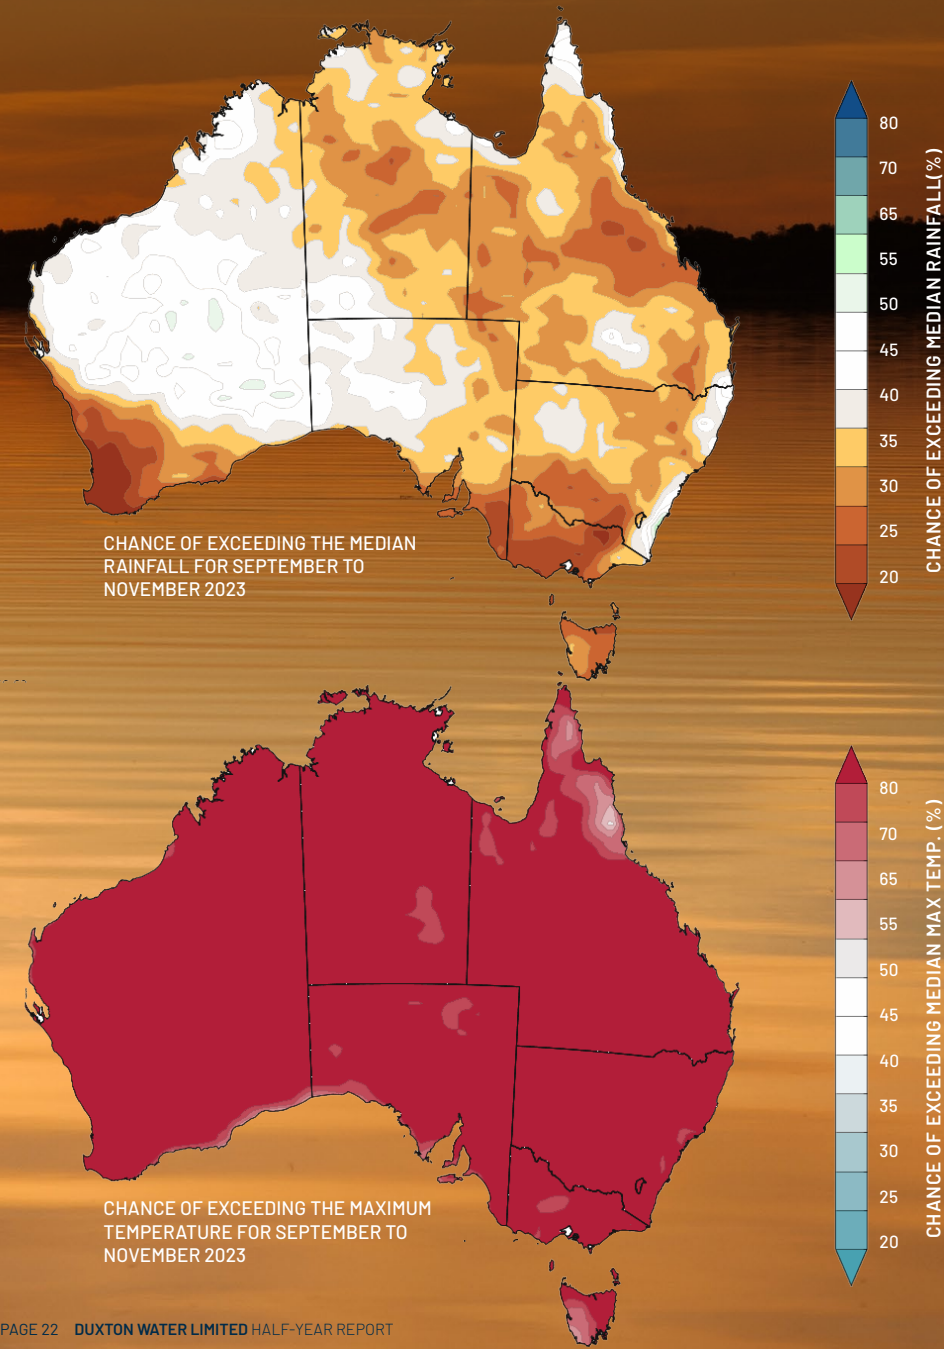 80
70
65
55
50
45
40
35
30
25
20
CHANCE OF EXCEEDING MEDIAN RAINFALL(%)
CHANCE OF EXCEEDING THE MEDIAN
RAINFALL FOR SEPTEMBER TO
NOVEMBER 2023
80
70
65
55
50
45
40
35
30
25
20
CHANCE OF EXCEEDING MEDIAN MAX TEMP. (%)
CHANCE OF EXCEEDING THE MAXIMUM
TEMPERATURE FOR SEPTEMBER TO
NOVEMBER 2023
PAGE 22 DUXTON WATER LIMITED HALF-YEAR REPORT